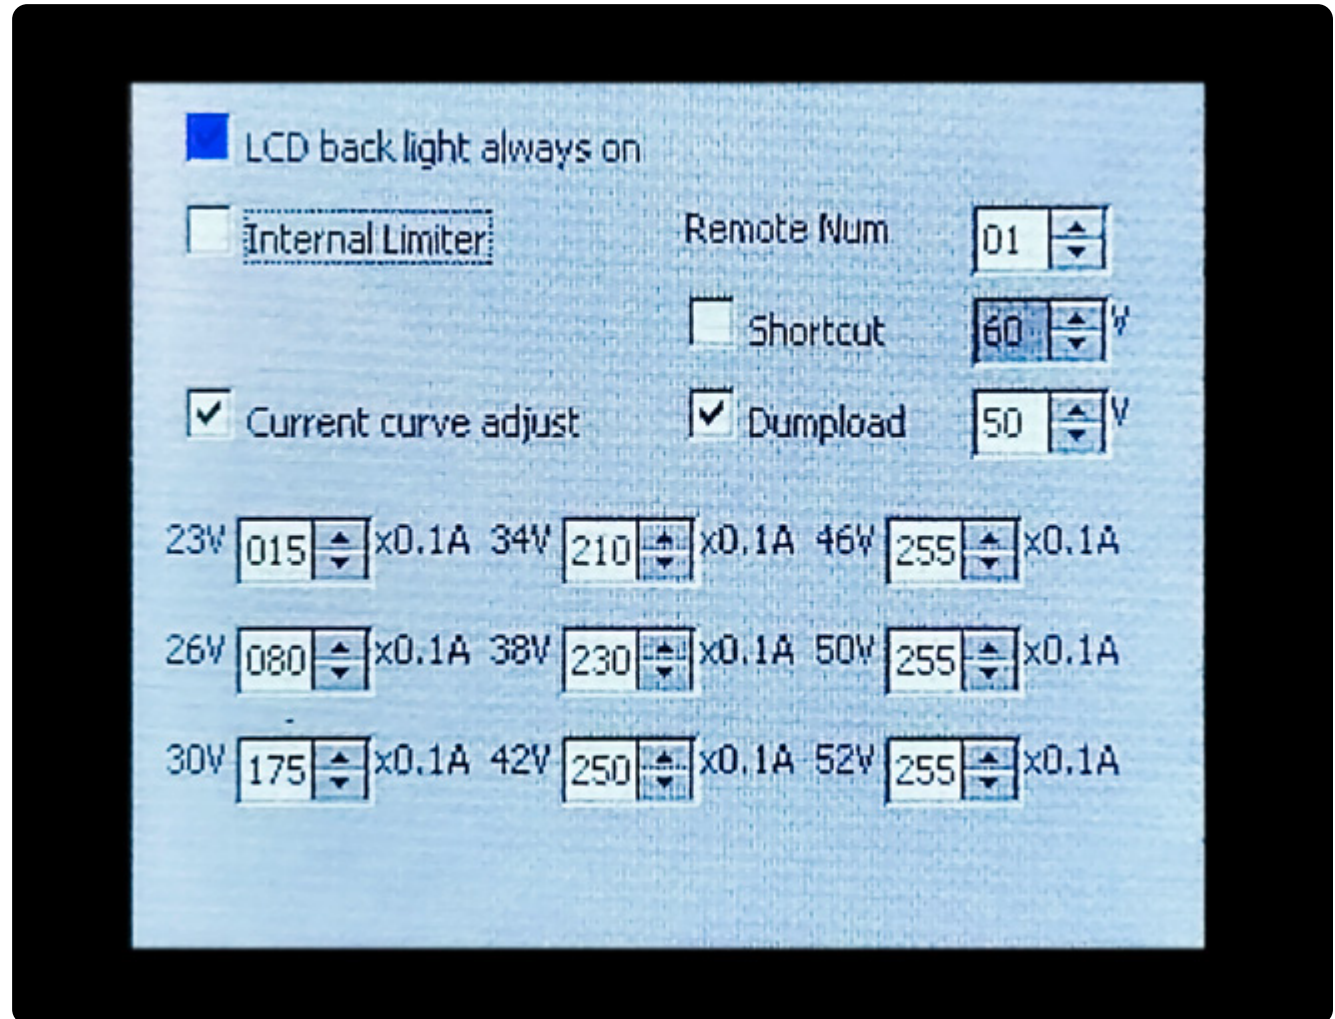 LCD back light always on
Internal Limiter
Remote Num 01
Shortcut 60 V
Current curve adjust
Dumpload 50 V
23V 015 x0.1A 34V 210 x0.1A 46V 255 x0.1A
26V 080 x0.1A 38V 230 x0.1A 50V 255 x0.1A
30V 175 x0.1A 42V 250 x0.1A 52V 255 x0.1A